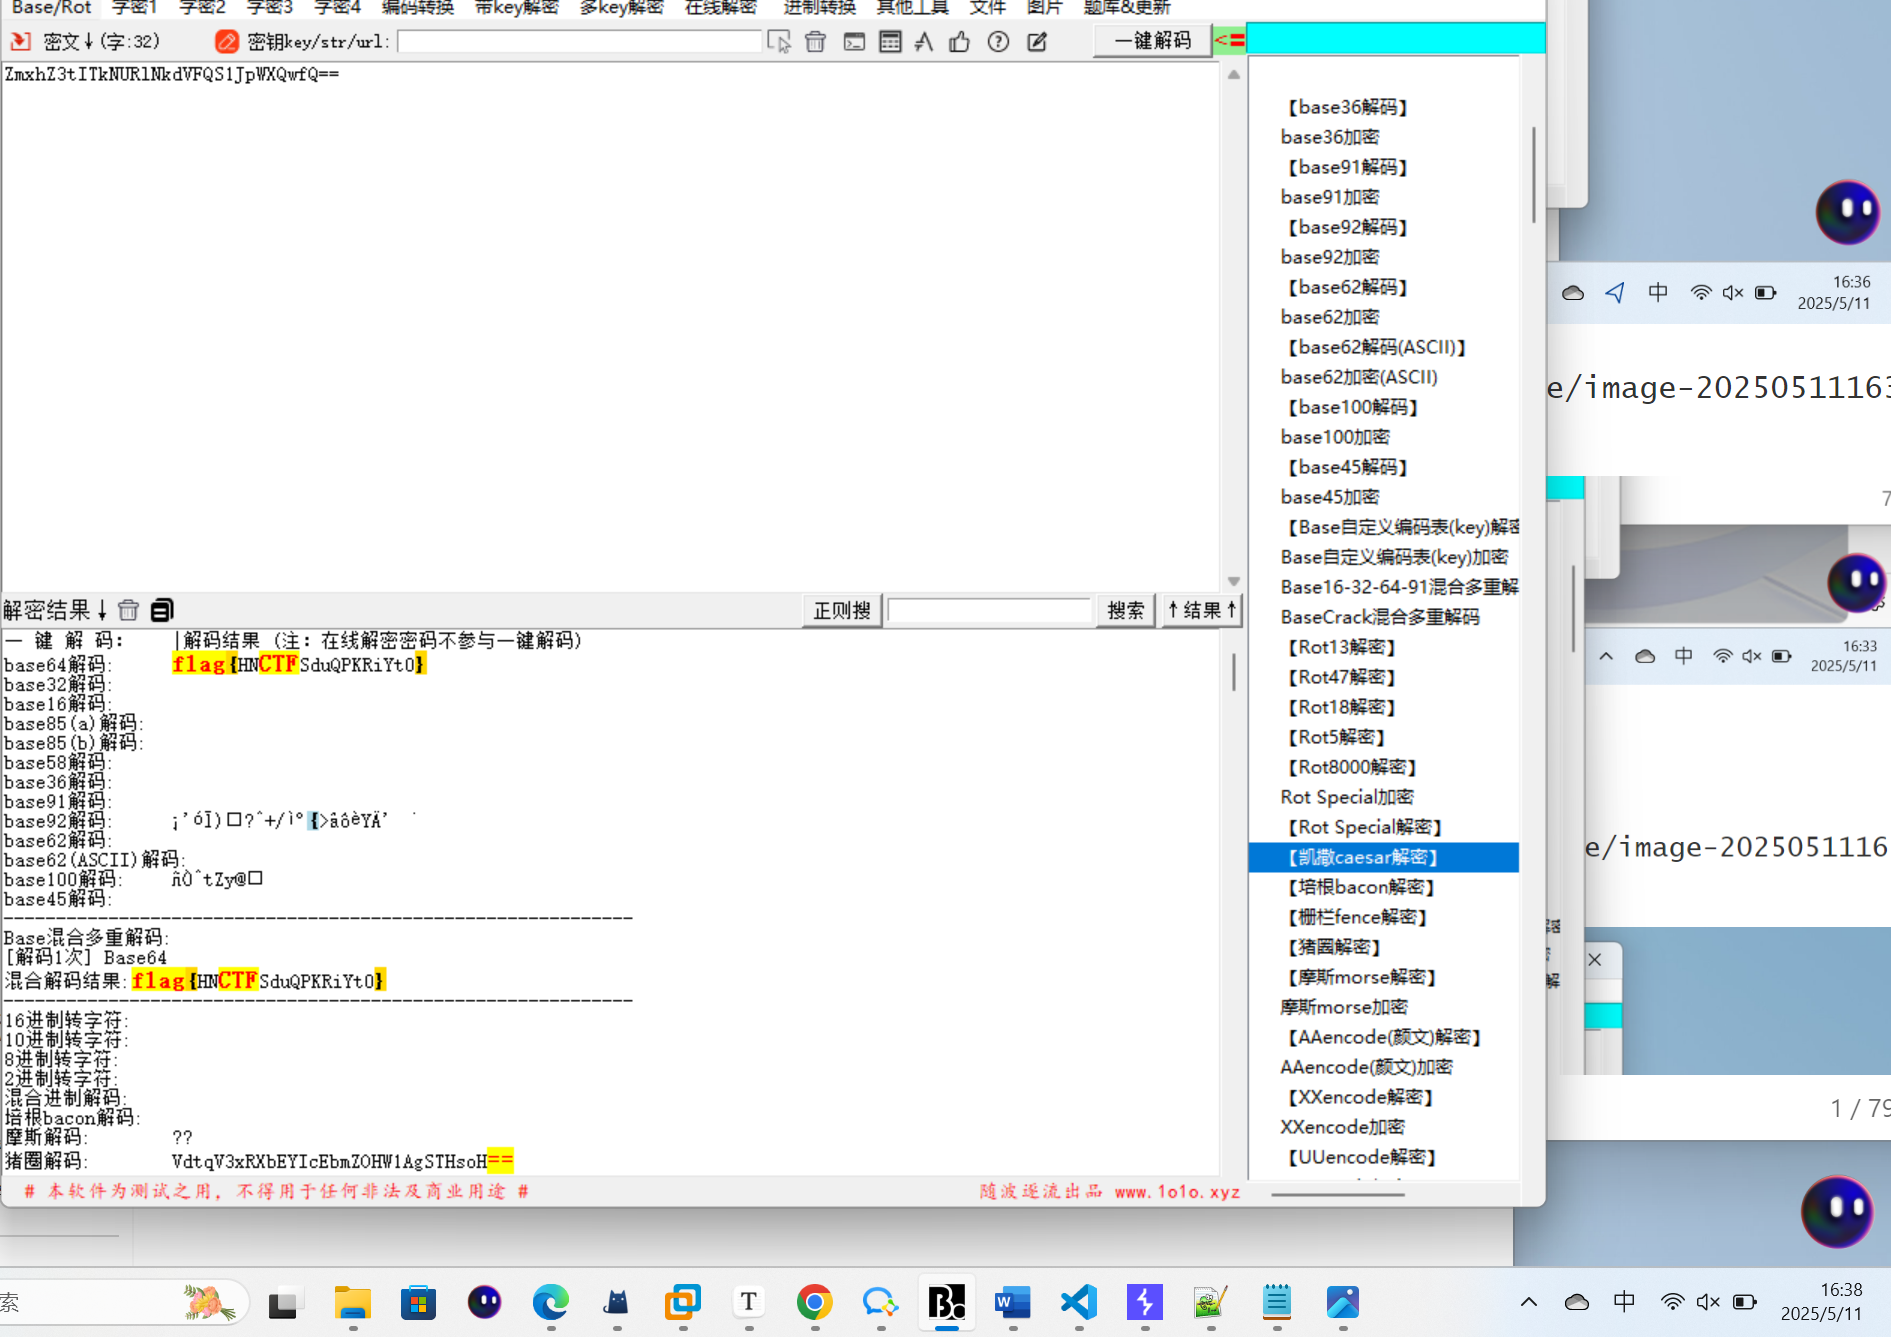 Base/Rot 字密1 字密2 字密3 字密4 编码转换 带key解密 多key解密 在线解密 进制转换 其他工具 文件 图片 题库&更新
密文↓(字:32) 密钥key/str/url: 一键解码 <=
ZmxhZ3tITkNURlNkdVFQS1JpWXQwfQ==
解密结果↓ 正则搜 搜索 ↑结果↑
一 键 解 码: |解码结果 (注: 在线解密密码不参与一键解码)
base64解码: flag{HNCTFSduQPKRiYt0}
base32解码:
base16解码:
base85(a)解码:
base85(b)解码:
base58解码:
base36解码:
base91解码:
base92解码:
base62解码:
base62(ASCII)解码:
base100解码: ñÒˆtZy@□
base45解码:
Base混合多重解码:
[解码1次] Base64
混合解码结果:flag{HNCTFSduQPKRiYt0}
16进制转字符:
10进制转字符:
8进制转字符:
2进制转字符:
混合进制解码:
培根bacon解码:
摩斯解码: ??
猪圈解码: VdtqV3xRXbEYIcEbmZOHW1AgSTHsoH==
# 本软件为测试之用，不得用于任何非法及商业用途 # 随波逐流出品 www.1o1o.xyz
【base36解码】
base36加密
【base91解码】
base91加密
【base92解码】
base92加密
【base62解码】
base62加密
【base62解码(ASCII)】
base62加密(ASCII)
【base100解码】
base100加密
【base45解码】
base45加密
【Base自定义编码表(key)解密
Base自定义编码表(key)加密
Base16-32-64-91混合多重解
BaseCrack混合多重解码
【Rot13解密】
【Rot47解密】
【Rot18解密】
【Rot5解密】
【Rot8000解密】
Rot Special加密
【Rot Special解密】
【凯撒caesar解密】
【培根bacon解密】
【栅栏fence解密】
【猪圈解密】
【摩斯morse解密】
摩斯morse加密
【AAencode(颜文)解密】
AAencode(颜文)加密
【XXencode解密】
XXencode加密
【UUencode解密】
中 16:36
2025/5/11
e/image-20250511163
7
中 16:33
2025/5/11
e/image-2025051116
1 / 79
索
中 16:38
2025/5/11